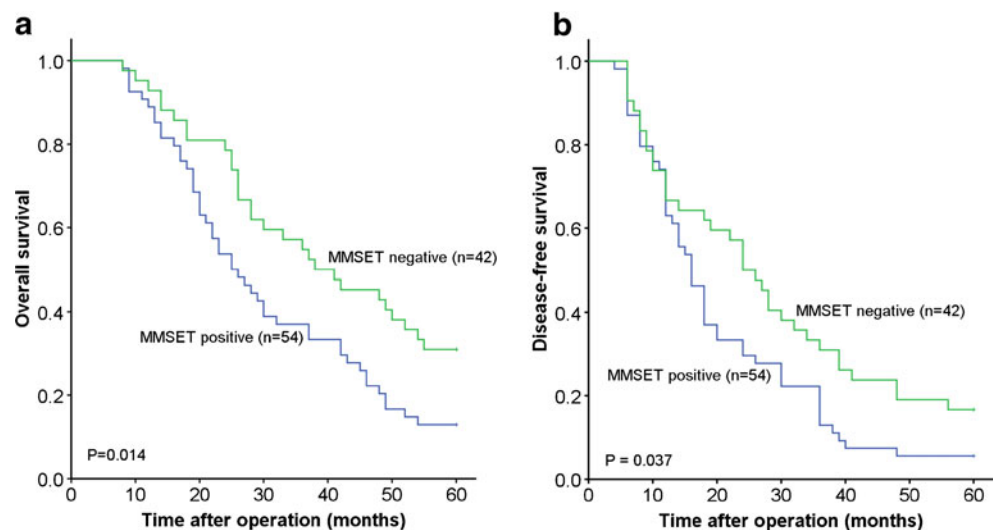 a
Overall survival
1.0
0.8
0.6
0.4
0.2
0.0
MMSET negative (n=42)
MMSET positive (n=54)
P=0.014
0 10 20 30 40 50 60
Time after operation (months)
b
Disease-free survival
1.0
0.8
0.6
0.4
0.2
0.0
MMSET negative (n=42)
MMSET positive (n=54)
P = 0.037
0 10 20 30 40 50 60
Time after operation (months)